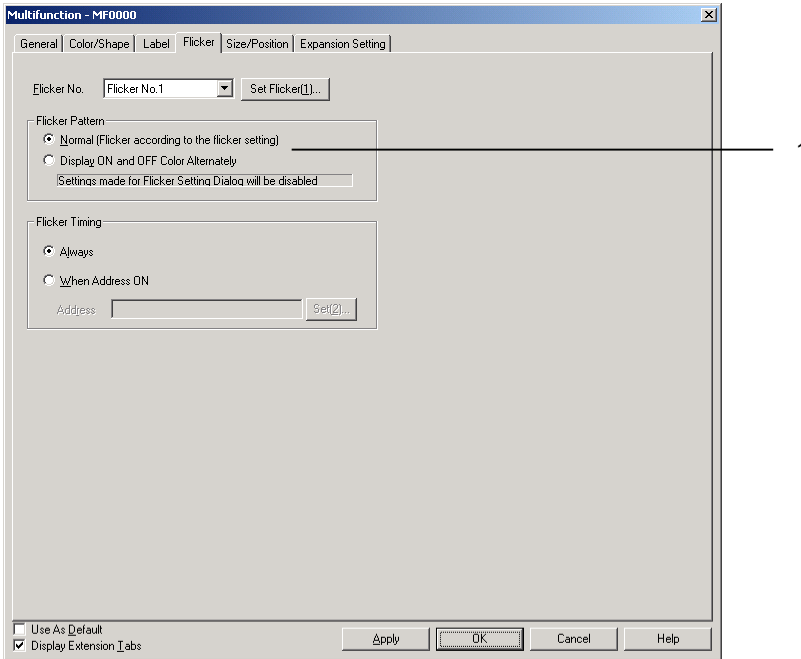 Multifunction - MF0000
General Color/Shape Label Flicker Size/Position Expansion Setting
Flicker No. Flicker No.1 Set Flicker(1)...
Flicker Pattern
Normal (Flicker according to the flicker setting)
Display ON and OFF Color Alternately
Settings made for Flicker Setting Dialog will be disabled
Flicker Timing
Always
When Address ON
Address Set(2)...
Use As Default
Display Extension Tabs
Apply OK Cancel Help